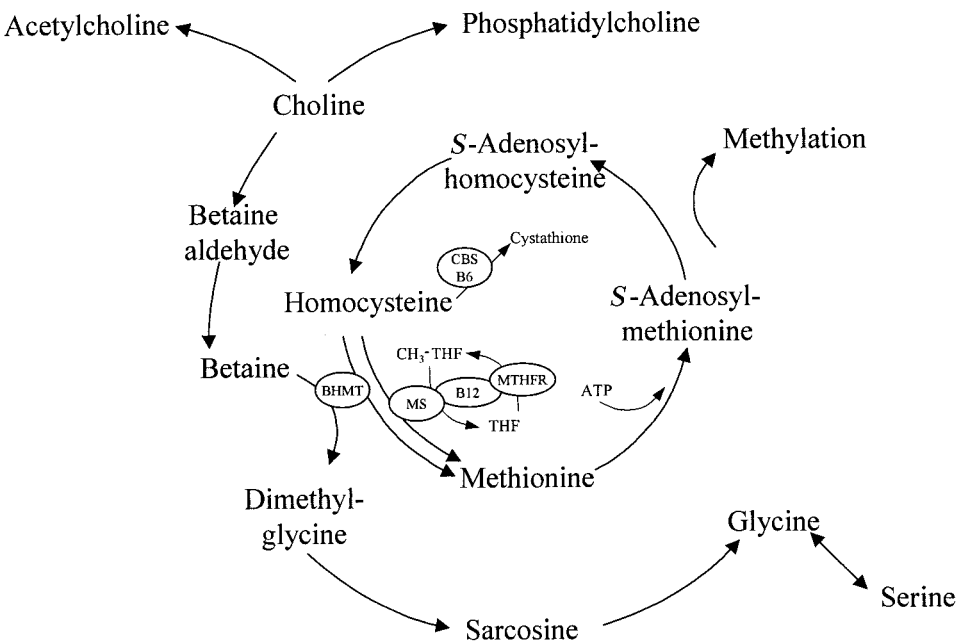 Acetylcholine
Phosphatidylcholine
Choline
S-Adenosyl-
homocysteine
Methylation
Betaine
aldehyde
CBS
B6
Cystathione
Homocysteine
S-Adenosyl-
methionine
Betaine
BHMT
CH₃-THF
MS
B12
MTHFR
THF
ATP
Methionine
Dimethyl-
glycine
Glycine
Serine
Sarcosine